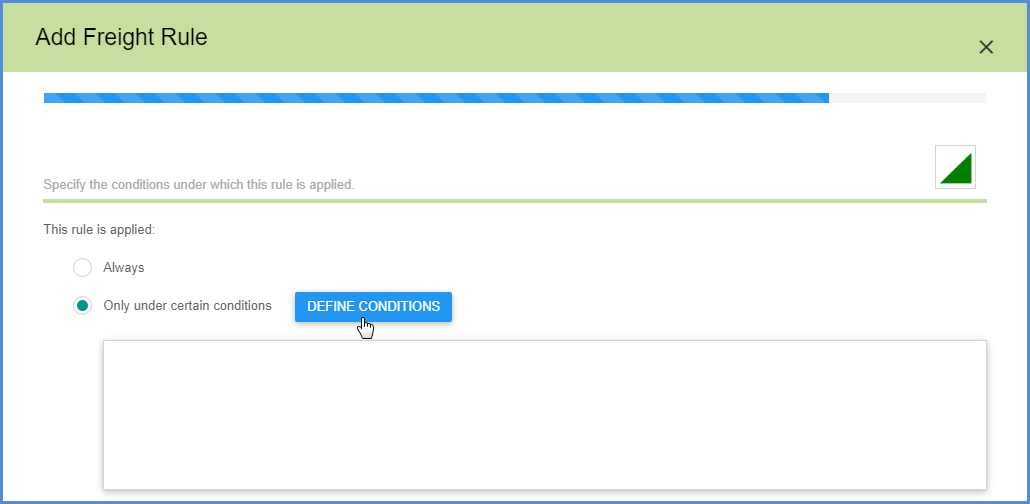 Add Freight Rule
Specify the conditions under which this rule is applied.
This rule is applied:
Always
Only under certain conditions DEFINE CONDITIONS